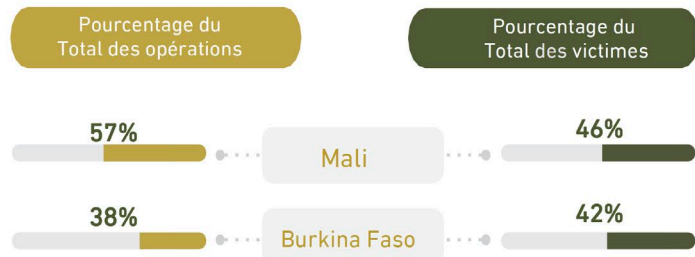 Pourcentage du
Total des opérations
Pourcentage du
Total des victimes
57%
Mali
46%
38%
Burkina Faso
42%